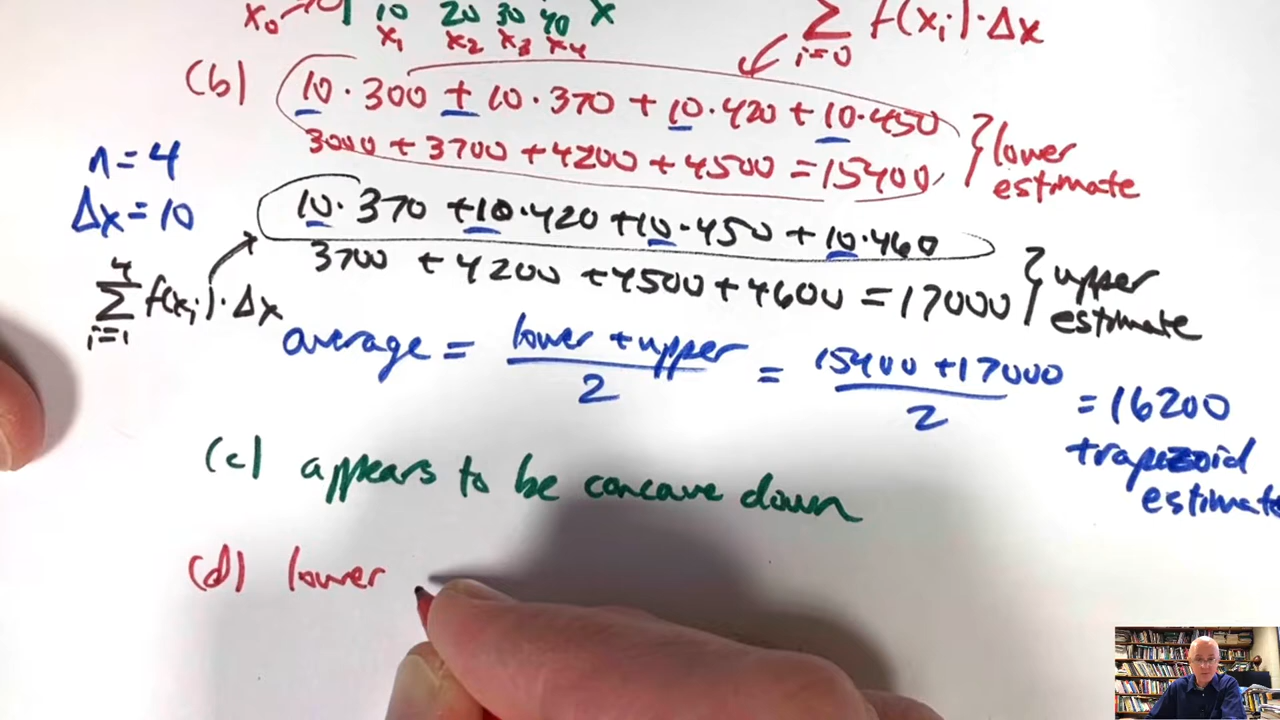 x₀ 10 20 30 40 x
x₁ x₂ x₃ x₄
∑ i=0 f(xᵢ)·Δx
(b) 10·300 + 10·370 + 10·420 + 10·450
3000 + 3700 + 4200 + 4500 = 15400
} lower estimate
n=4
Δx=10
10·370 + 10·420 + 10·450 + 10·460
3700 + 4200 + 4500 + 4600 = 17000
} upper estimate
4 ∑ i=1 f(xᵢ)·Δx
average = lower + upper / 2 = 15400 + 17000 / 2 = 16200
trapezoid
estimate
(c) appears to be concave down
(d) lower